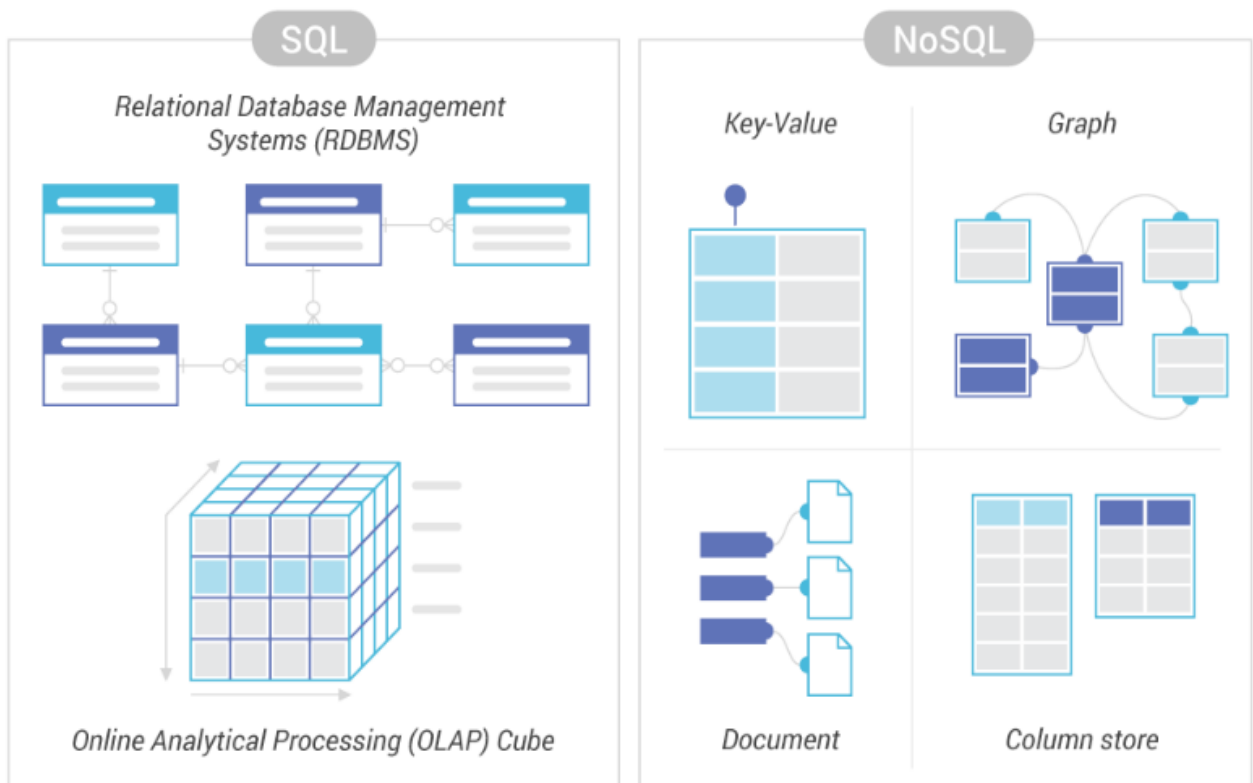 SQL
Relational Database Management
Systems (RDBMS)
Online Analytical Processing (OLAP) Cube
NoSQL
Key-Value
Graph
Document
Column store